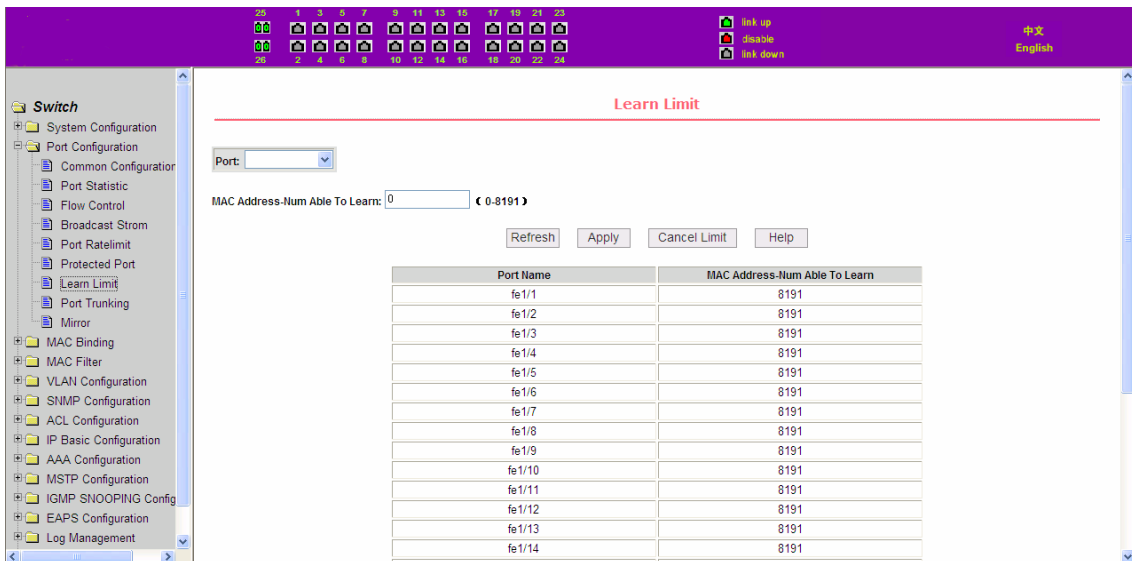 25 1 3 5 7 9 11 13 15 17 19 21 23
26 2 4 6 8 10 12 14 16 18 20 22 24
link up
disable
link down
中文
English
Switch
System Configuration
Port Configuration
Common Configuration
Port Statistic
Flow Control
Broadcast Strom
Port Ratelimit
Protected Port
Learn Limit
Port Trunking
Mirror
MAC Binding
MAC Filter
VLAN Configuration
SNMP Configuration
ACL Configuration
IP Basic Configuration
AAA Configuration
MSTP Configuration
IGMP SNOOPING Config
EAPS Configuration
Log Management
Learn Limit
Port:
MAC Address-Num Able To Learn: 0 (0-8191)
Refresh Apply Cancel Limit Help
Port Name MAC Address-Num Able To Learn
fe1/1 8191
fe1/2 8191
fe1/3 8191
fe1/4 8191
fe1/5 8191
fe1/6 8191
fe1/7 8191
fe1/8 8191
fe1/9 8191
fe1/10 8191
fe1/11 8191
fe1/12 8191
fe1/13 8191
fe1/14 8191